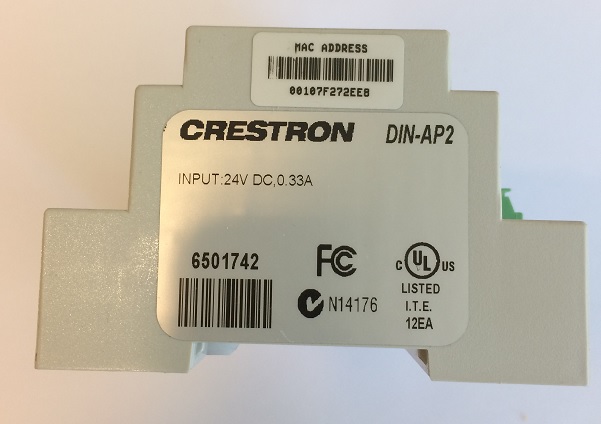 MAC ADDRESS
00107F272EE8
CRESTRON DIN-AP2
INPUT:24V DC,0.33A
6501742
FC
C UL US
LISTED
N14176
I.T.E.
12EA